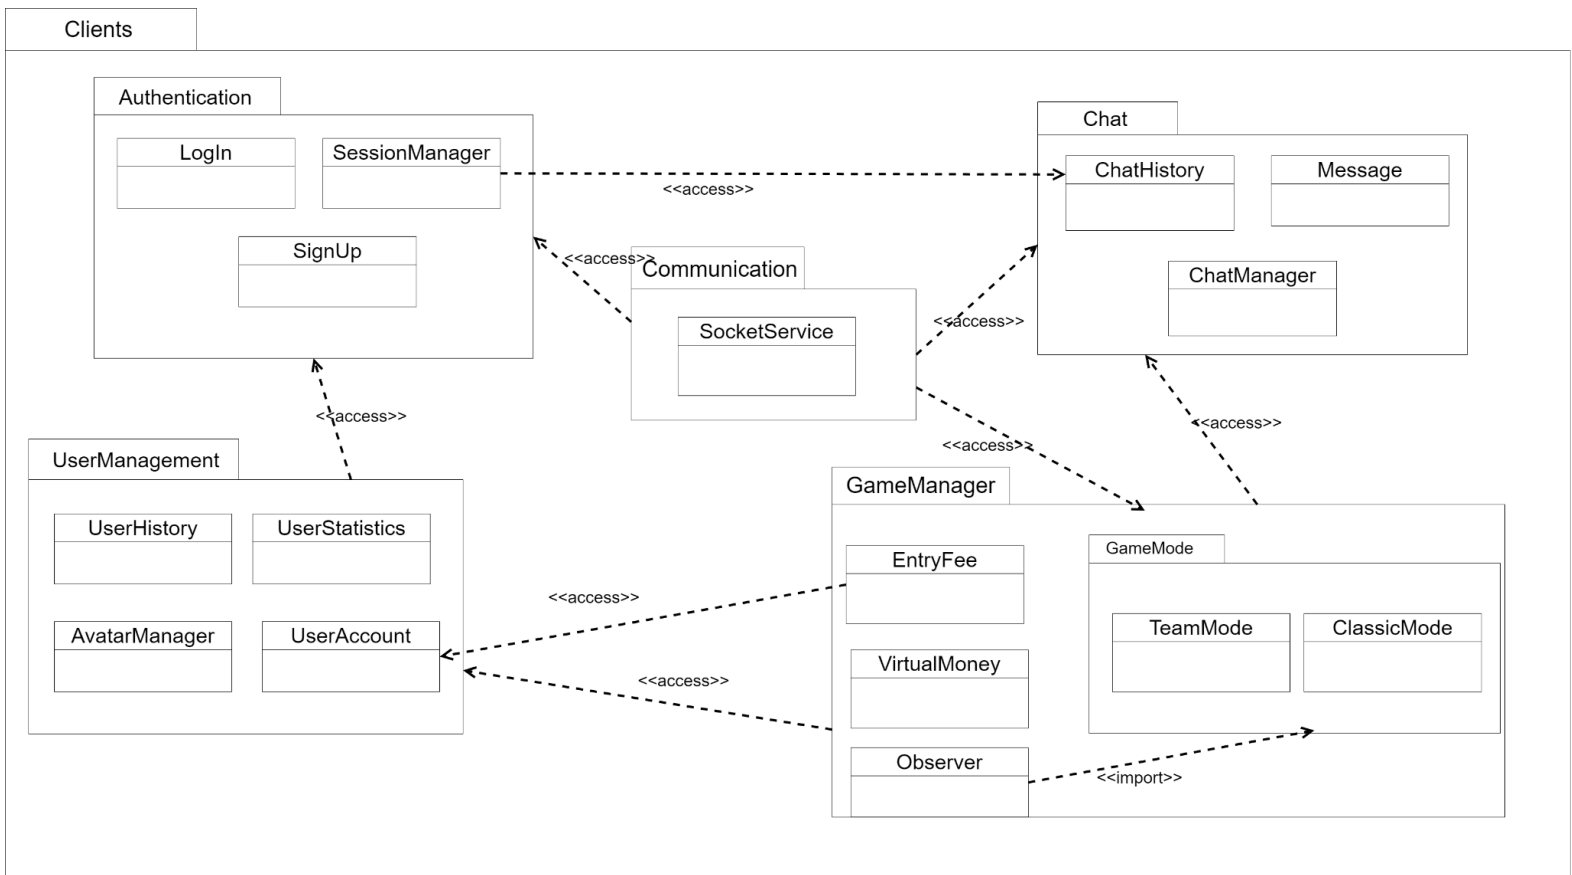 Clients
Authentication
LogIn
SessionManager
SignUp
<<access>>
Chat
ChatHistory
Message
ChatManager
<<access>>
Communication
SocketService
<<access>>
<<access>>
<<access>>
<<access>>
UserManagement
UserHistory
UserStatistics
AvatarManager
UserAccount
<<access>>
<<access>>
GameManager
EntryFee
VirtualMoney
Observer
GameMode
TeamMode
ClassicMode
<<import>>